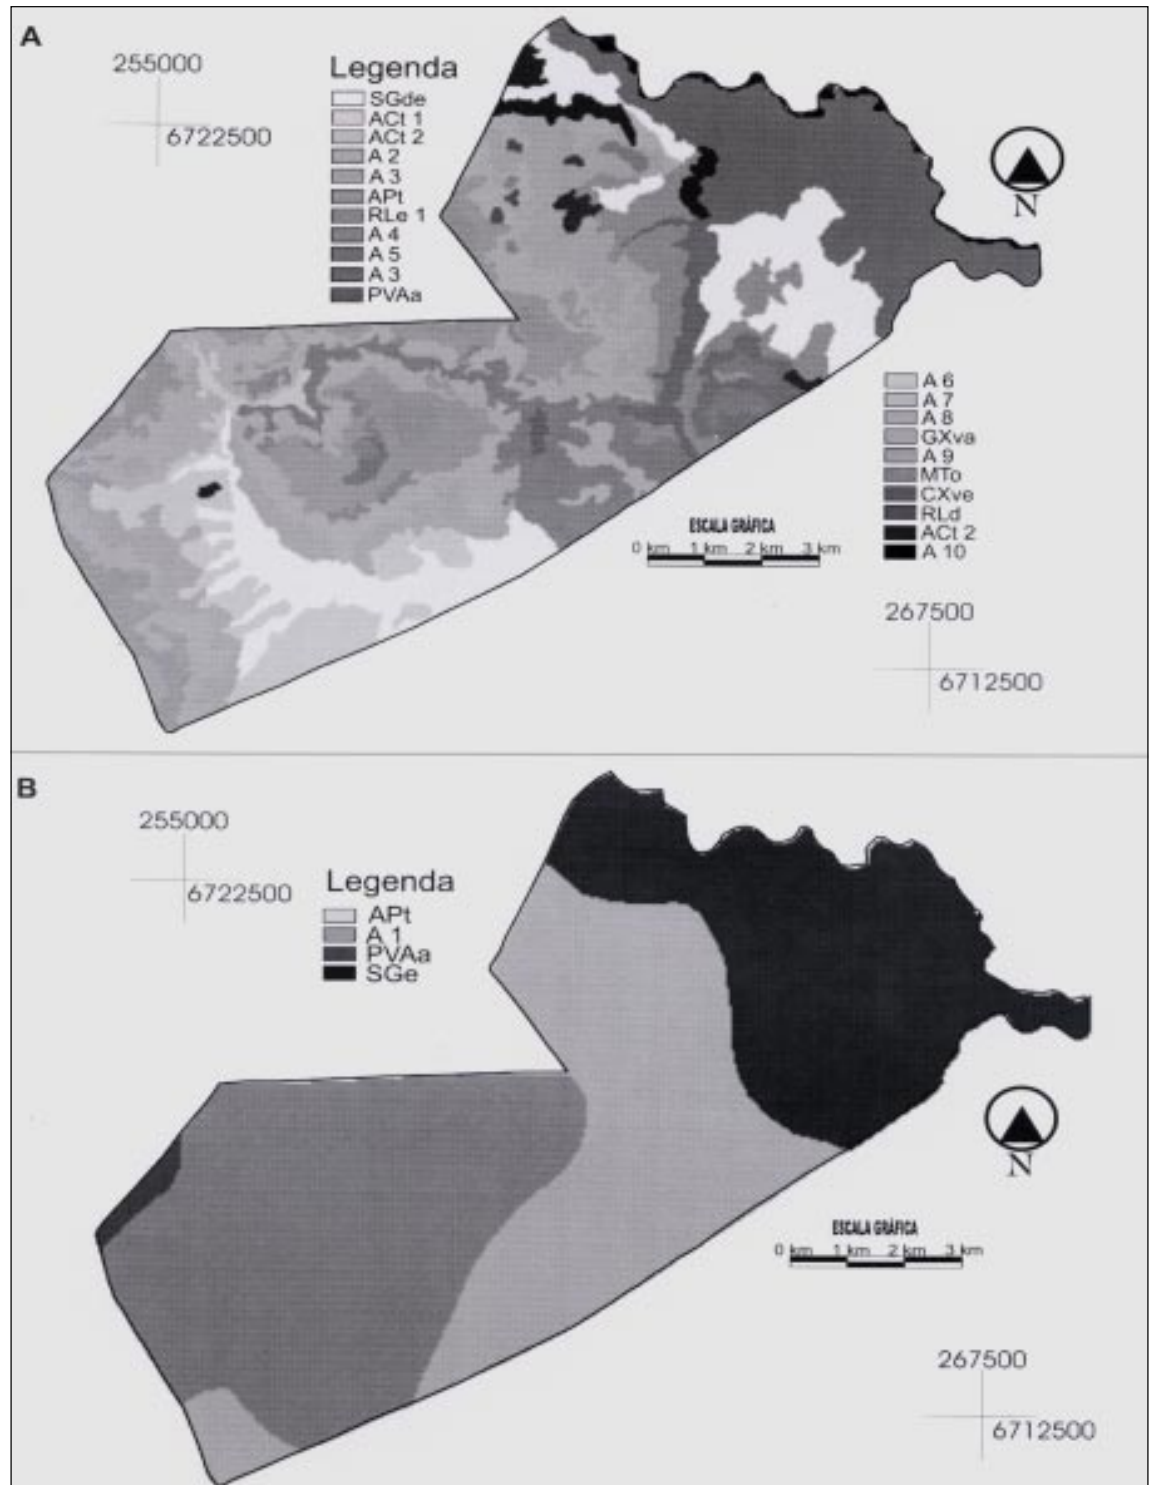 A
255000
6722500
Legenda
SGde
ACt 1
ACt 2
A 2
A 3
APt
RLe 1
A 4
A 5
A 3
PVAa
N
A 6
A 7
A 8
GXva
A 9
MTo
CXve
RLd
ACt 2
A 10
ESCALA GRÁFICA
0 km 1 km 2 km 3 km
267500
6712500
B
255000
6722500
Legenda
APt
A 1
PVAa
SGe
N
ESCALA GRÁFICA
0 km 1 km 2 km 3 km
267500
6712500